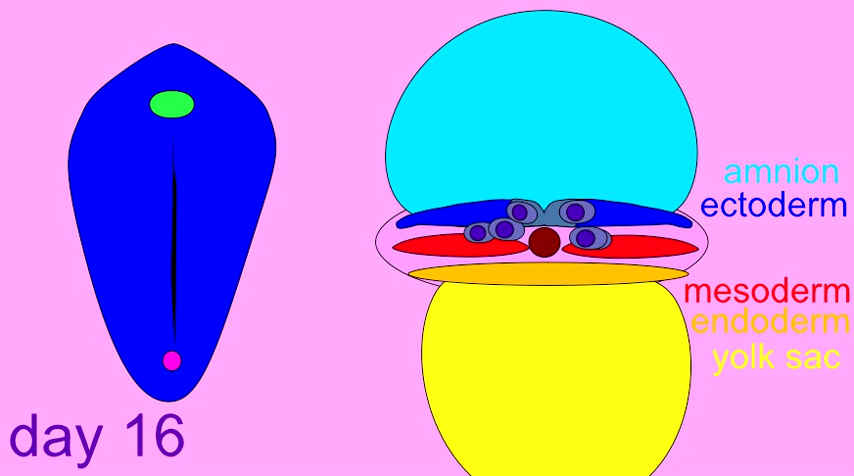 amnion
ectoderm
mesoderm
endoderm
yolk sac
day 16